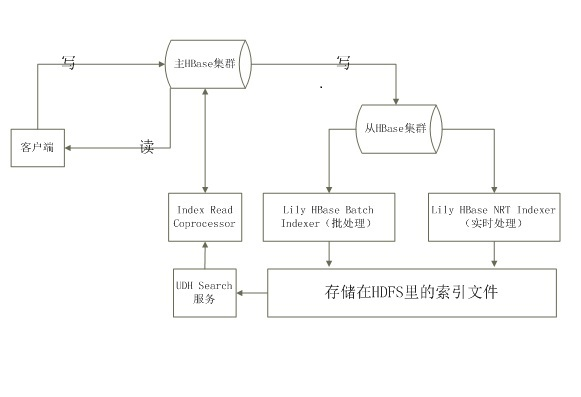 写
主HBase集群
写
从HBase集群
客户端
读
Index Read
Coprocessor
Lily HBase Batch
Indexer（批处理）
Lily HBase NRT Indexer
（实时处理）
UDH Search
服务
存储在HDFS里的索引文件